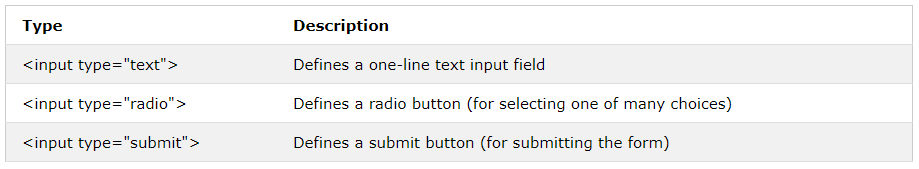 Type Description
<input type="text"> Defines a one-line text input field
<input type="radio"> Defines a radio button (for selecting one of many choices)
<input type="submit"> Defines a submit button (for submitting the form)